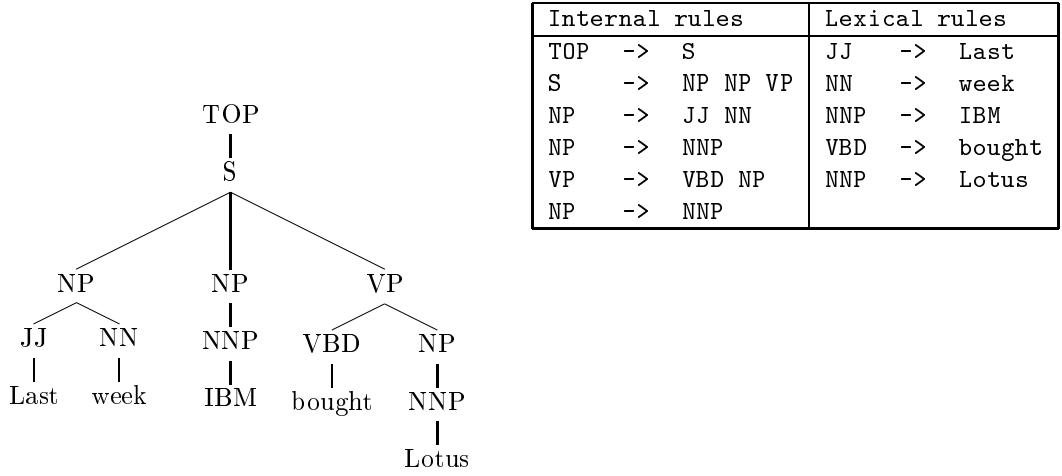 TOP
S
NP NP VP
JJ NN NNP VBD NP
Last week IBM bought NNP
Lotus
Internal rules Lexical rules
TOP -> S JJ -> Last
S -> NP NP VP NN -> week
NP -> JJ NN NNP -> IBM
NP -> NNP VBD -> bought
VP -> VBD NP NNP -> Lotus
NP -> NNP